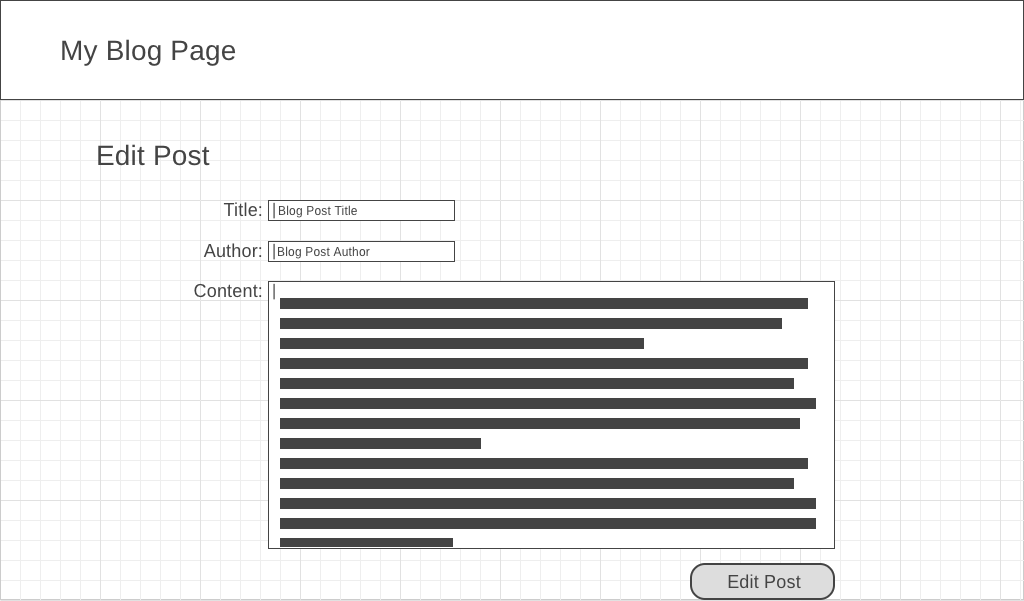 My Blog Page
Edit Post
Title: Blog Post Title
Author: Blog Post Author
Content:
Edit Post